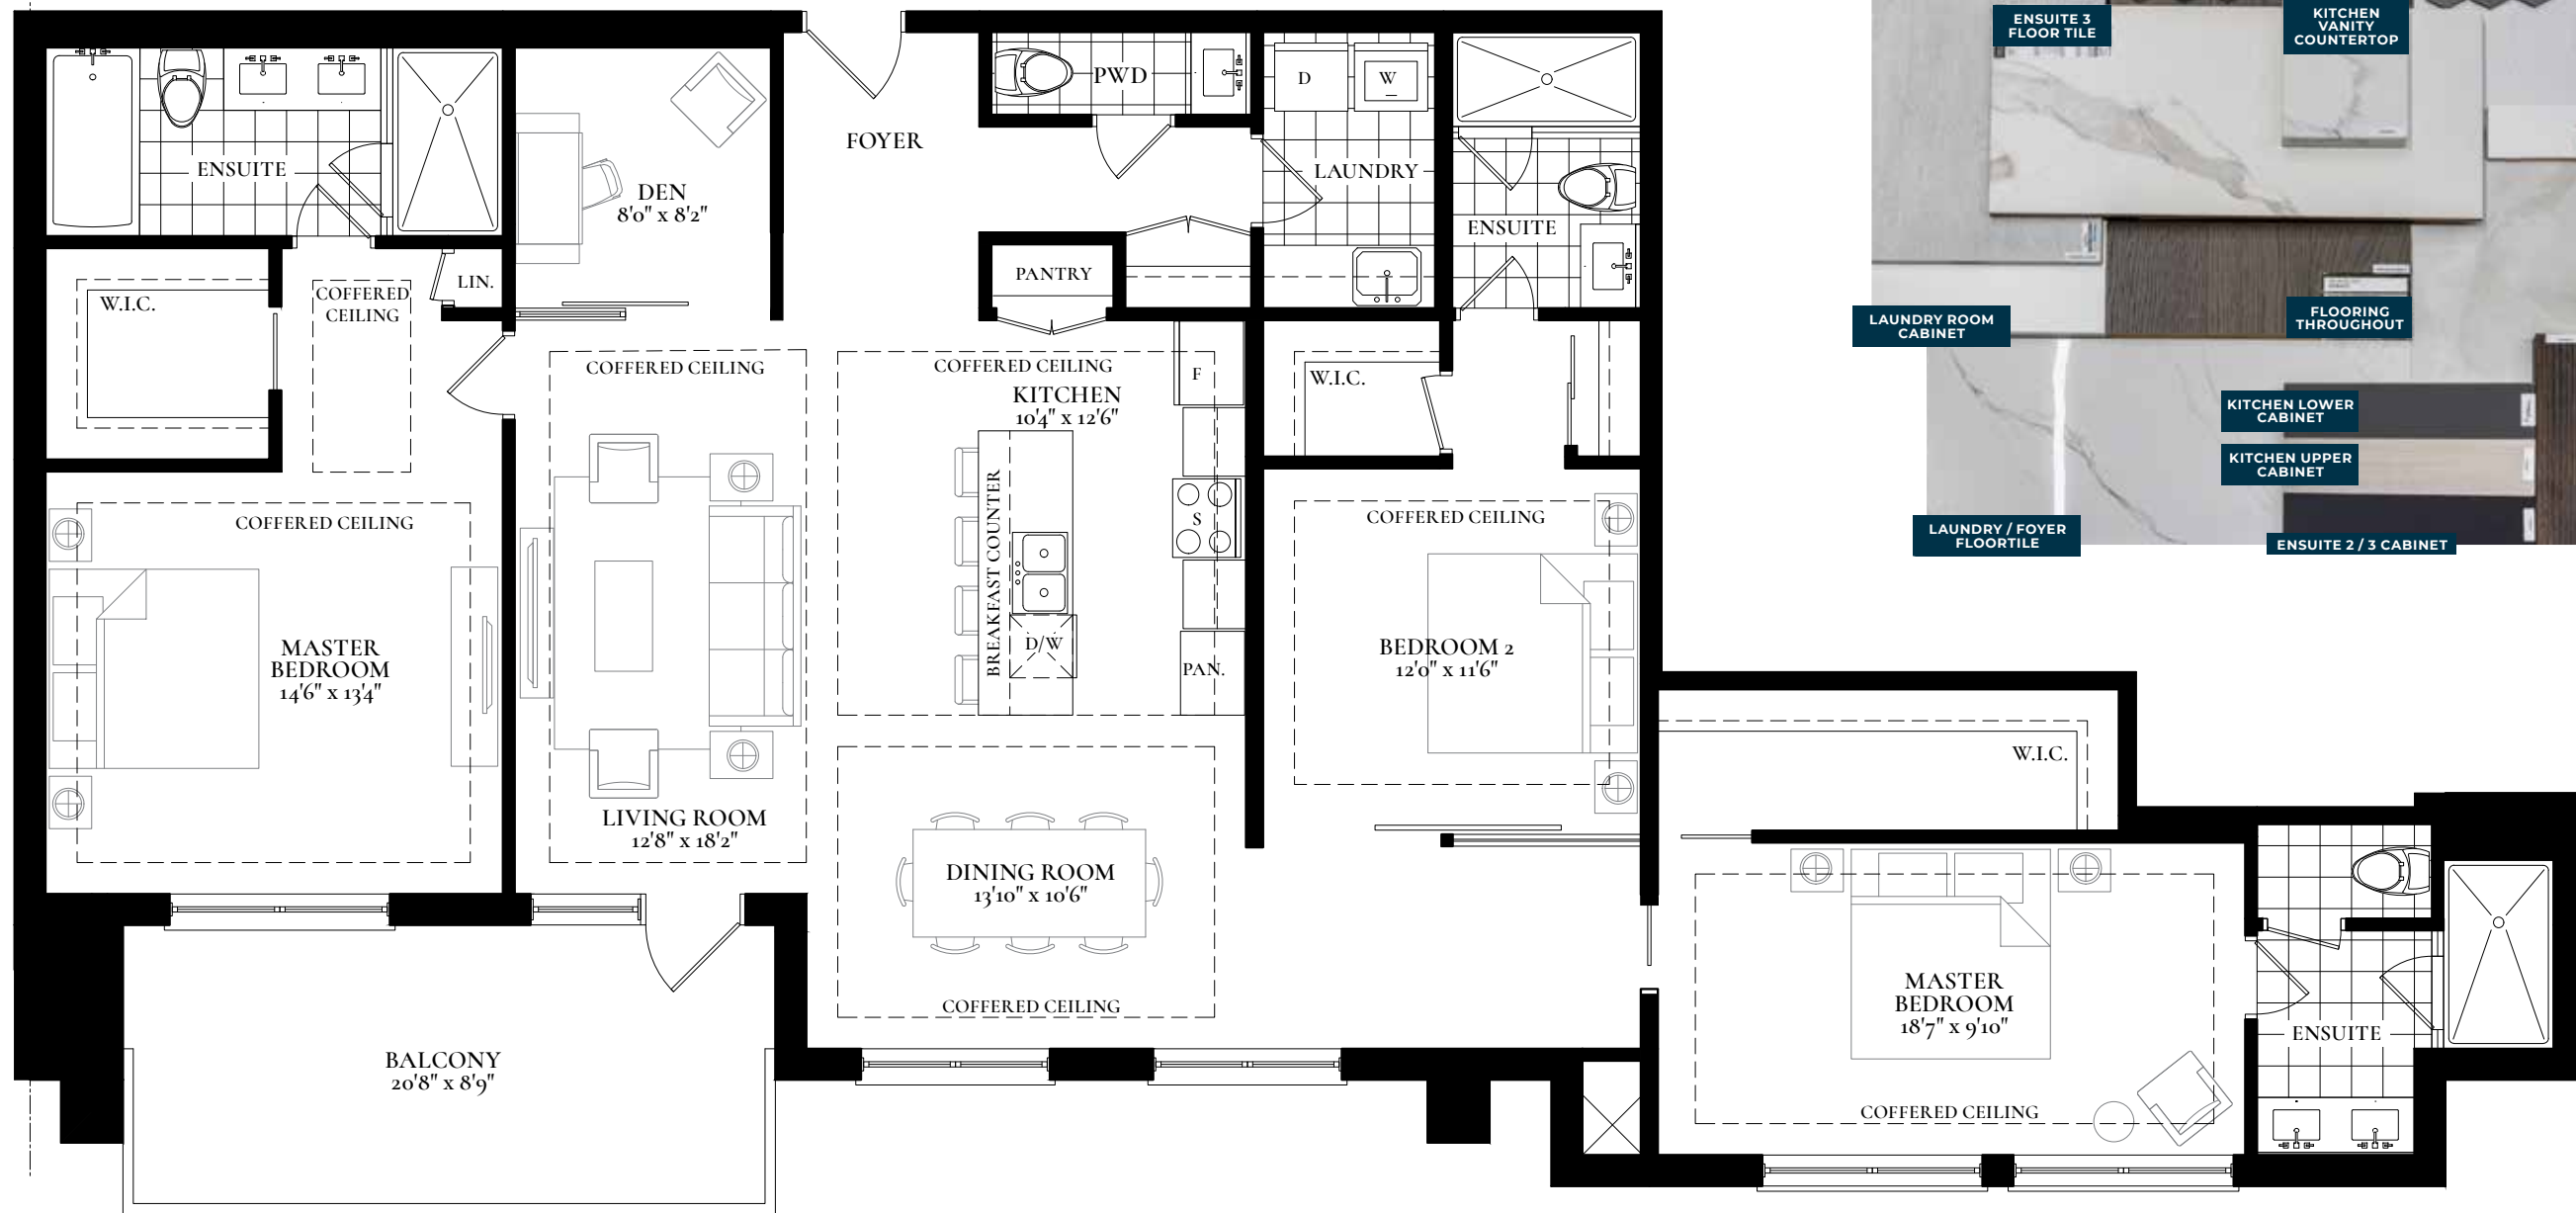 ENSUITE
DEN
8'0" x 8'2"
FOYER
PWD
D
W
LAUNDRY
ENSUITE
W.I.C.
COFFERED
CEILING
LIN.
PANTRY
COFFERED CEILING
COFFERED CEILING
KITCHEN
10'4" x 12'6"
F
W.I.C.
COFFERED CEILING
BREAKFAST COUNTER
S
COFFERED CEILING
D/W
PAN.
MASTER
BEDROOM
14'6" x 13'4"
BEDROOM 2
12'0" x 11'6"
LIVING ROOM
12'8" x 18'2"
DINING ROOM
13'10" x 10'6"
COFFERED CEILING
W.I.C.
MASTER
BEDROOM
18'7" x 9'10"
COFFERED CEILING
ENSUITE
BALCONY
20'8" x 8'9"
ENSUITE 3
FLOOR TILE
KITCHEN
VANITY
COUNTERTOP
LAUNDRY ROOM
CABINET
FLOORING
THROUGHOUT
KITCHEN LOWER
CABINET
KITCHEN UPPER
CABINET
LAUNDRY / FOYER
FLOORTILE
ENSUITE 2 / 3 CABINET